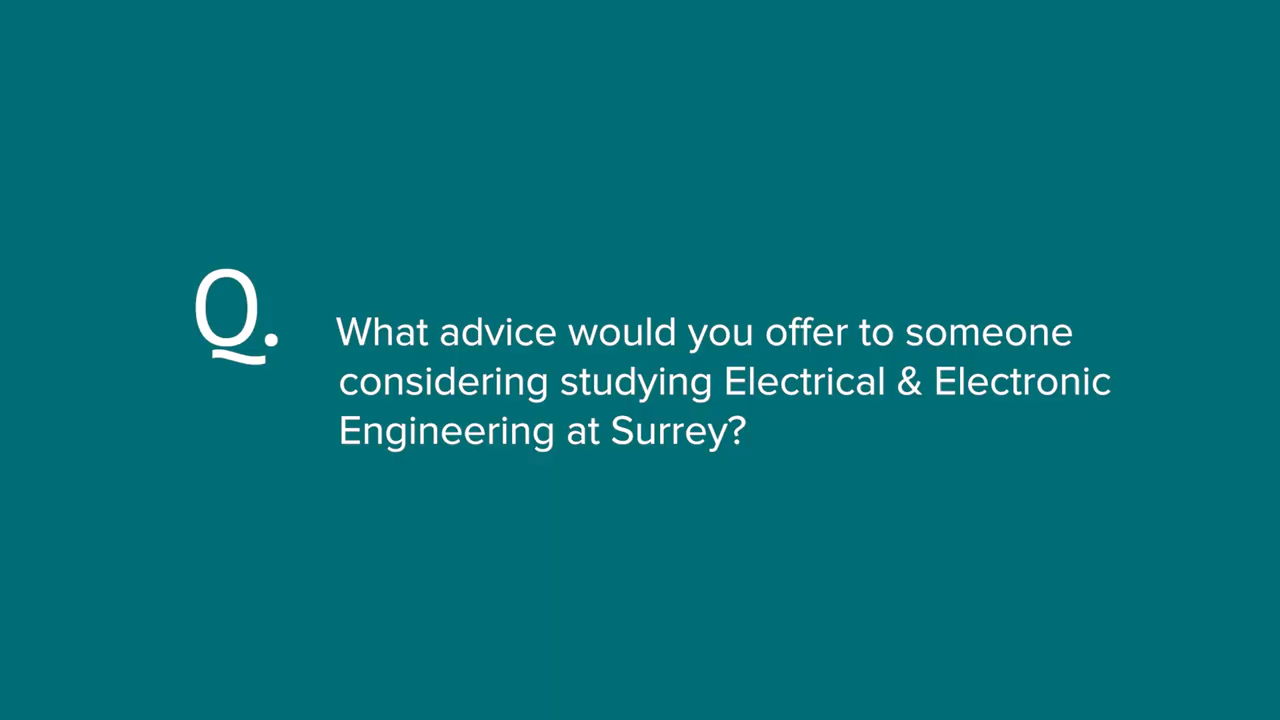 Q.
What advice would you offer to someone
considering studying Electrical & Electronic
Engineering at Surrey?